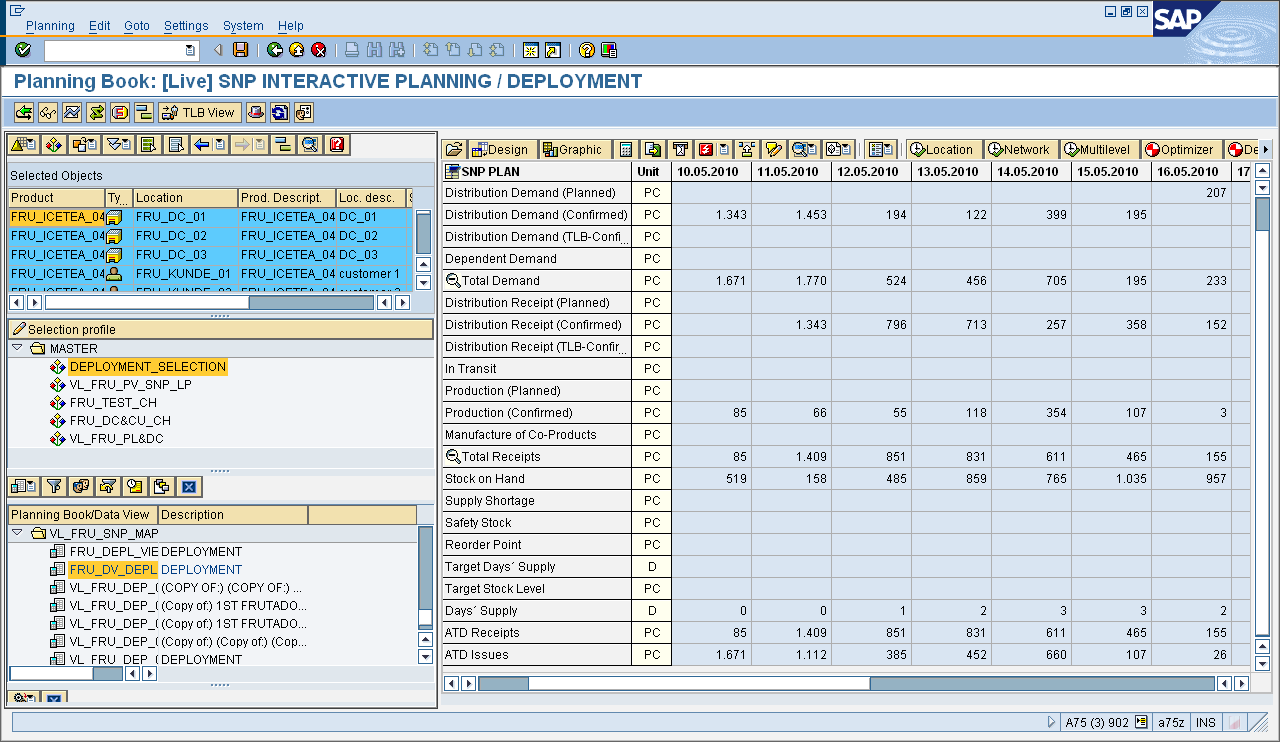 Planning Edit Goto Settings System Help
SAP
Planning Book: [Live] SNP INTERACTIVE PLANNING / DEPLOYMENT
TLB View
Design Graphic Location Network Multilevel Optimizer De
Selected Objects
Product Ty... Location Prod. Descript. Loc. desc.
FRU_ICETEA_04 FRU_DC_01 FRU_ICETEA_04 DC_01
FRU_ICETEA_04 FRU_DC_02 FRU_ICETEA_04 DC_02
FRU_ICETEA_04 FRU_DC_03 FRU_ICETEA_04 DC_03
FRU_ICETEA_04 FRU_KUNDE_01 FRU_ICETEA_04 customer 1
Selection profile
MASTER
DEPLOYMENT_SELECTION
VL_FRU_PV_SNP_LP
FRU_TEST_CH
FRU_DC&CU_CH
VL_FRU_PL&DC
Planning Book/Data View Description
VL_FRU_SNP_MAP
FRU_DEPL_VIE DEPLOYMENT
FRU_DV_DEPL DEPLOYMENT
VL_FRU_DEP_( (COPY OF:) (COPY OF:) ...
VL_FRU_DEP_( (Copy of:) 1ST FRUTADO...
VL_FRU_DEP_( (Copy of:) 1ST FRUTADO...
VL_FRU_DEP_( (Copy of:) (Copy of:) (Cop...
VL_FRU_DEP DEPLOYMENT
SNP PLAN Unit 10.05.2010 11.05.2010 12.05.2010 13.05.2010 14.05.2010 15.05.2010 16.05.2010 17
Distribution Demand (Planned) PC 207
Distribution Demand (Confirmed) PC 1.343 1.453 194 122 399 195
Distribution Demand (TLB-Confi... PC
Dependent Demand PC
Total Demand PC 1.671 1.770 524 456 705 195 233
Distribution Receipt (Planned) PC
Distribution Receipt (Confirmed) PC 1.343 796 713 257 358 152
Distribution Receipt (TLB-Confir... PC
In Transit PC
Production (Planned) PC
Production (Confirmed) PC 85 66 55 118 354 107 3
Manufacture of Co-Products PC
Total Receipts PC 85 1.409 851 831 611 465 155
Stock on Hand PC 519 158 485 859 765 1.035 957
Supply Shortage PC
Safety Stock PC
Reorder Point PC
Target Days´ Supply D
Target Stock Level PC
Days´ Supply D 0 0 1 2 3 3 2
ATD Receipts PC 85 1.409 851 831 611 465 155
ATD Issues PC 1.671 1.112 385 452 660 107 26
A75 (3) 902 a75z INS